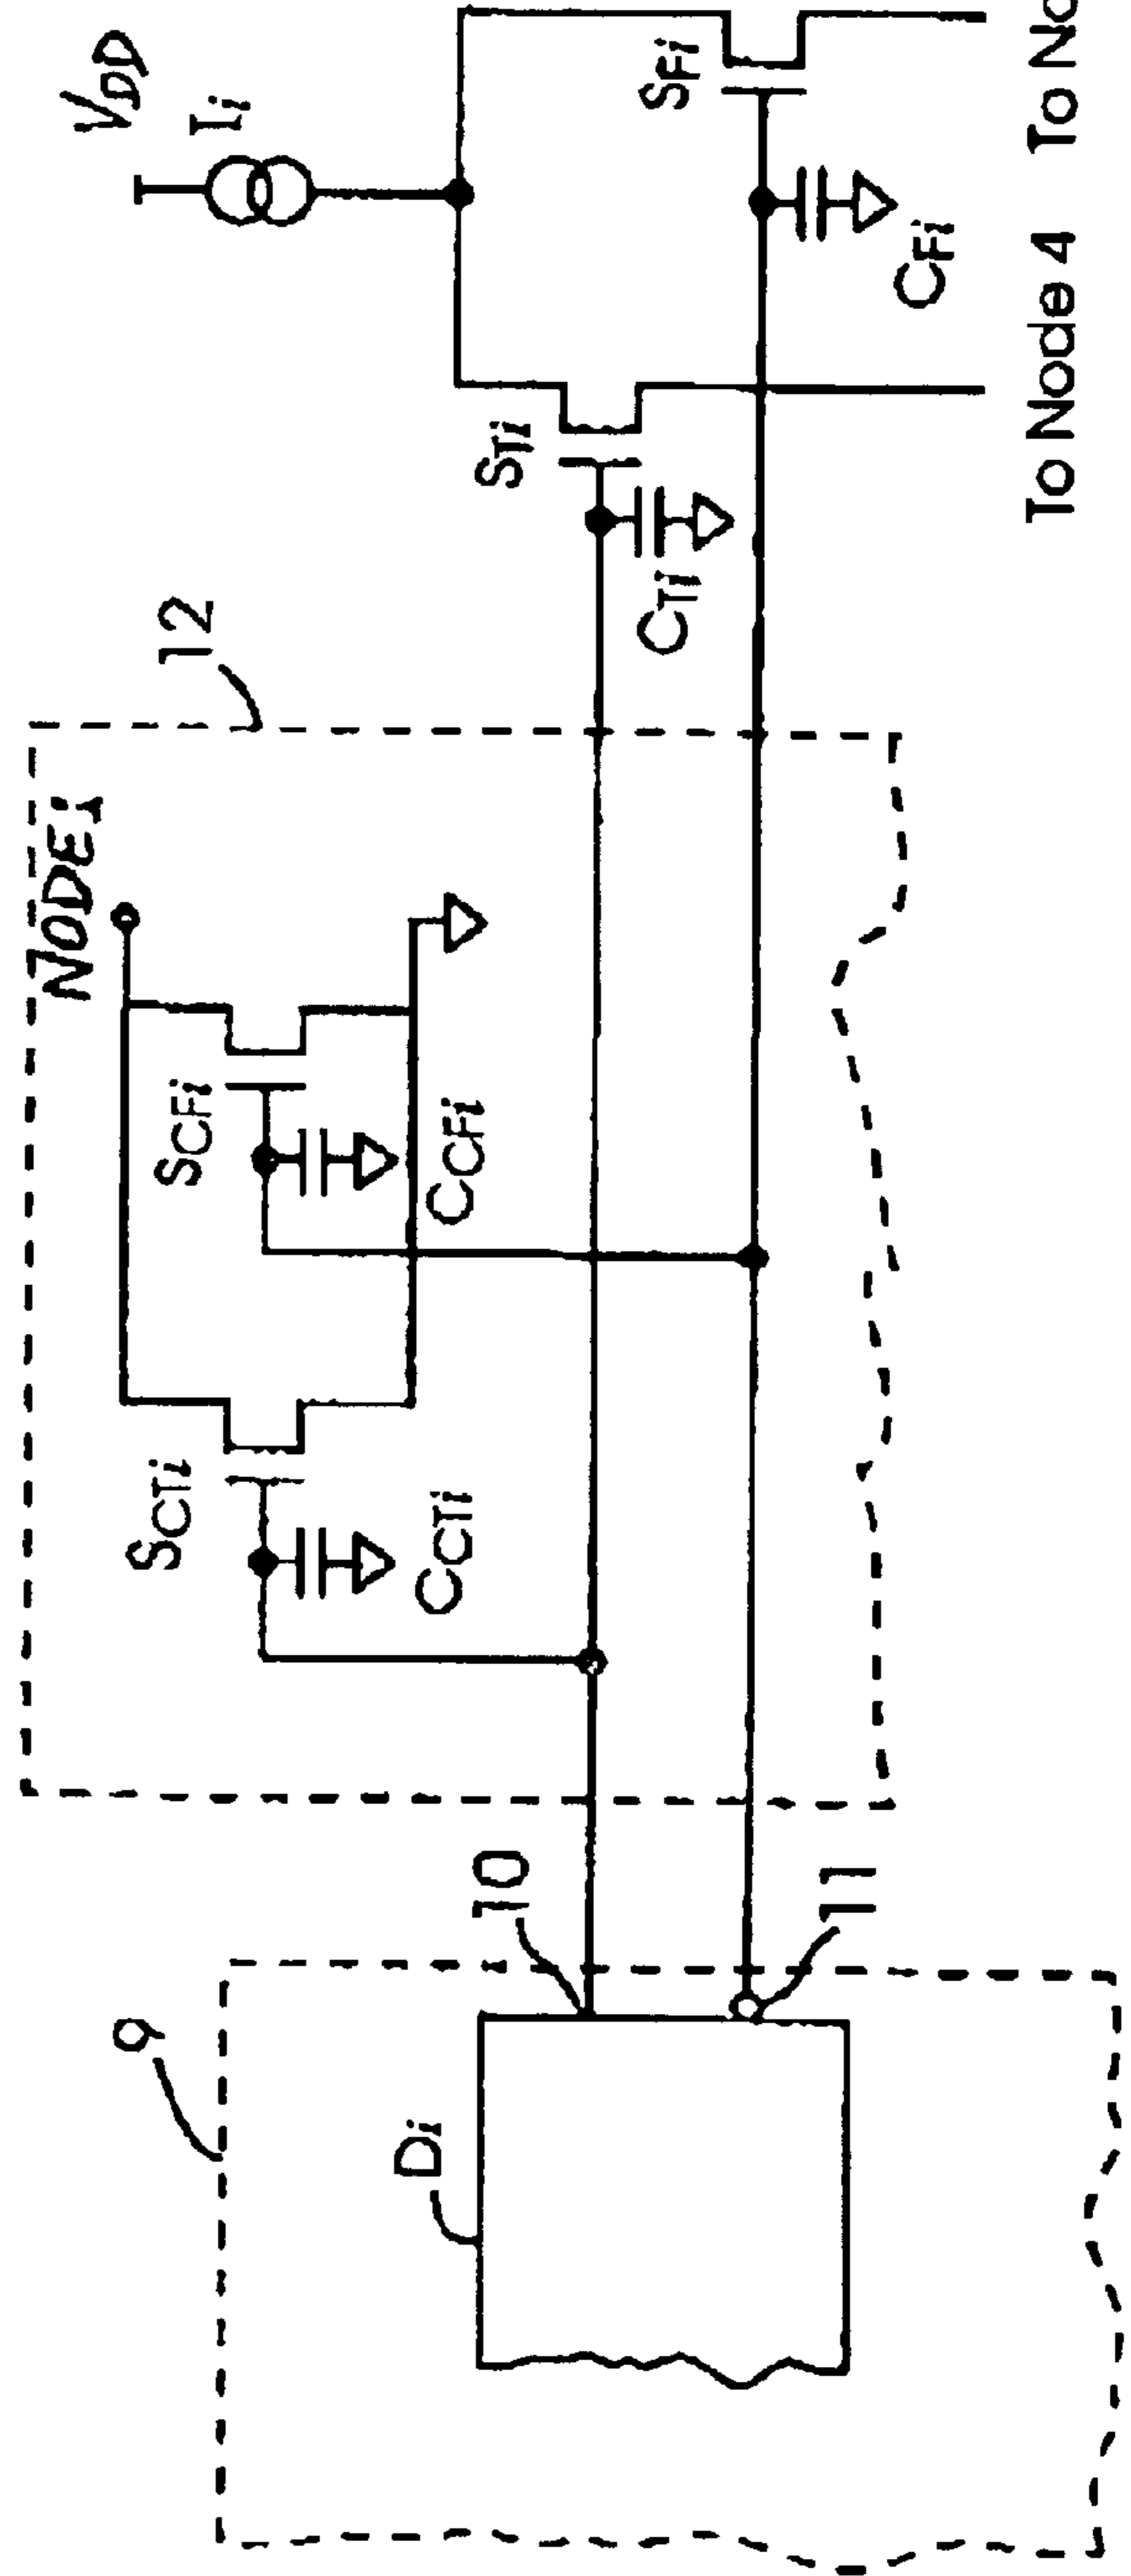 9
Di
10
11
12
NODEi
SCTi
CCTi
SCFi
CCFi
VDD
Ii
STi
CTi
SFi
CFi
To Node 4
To